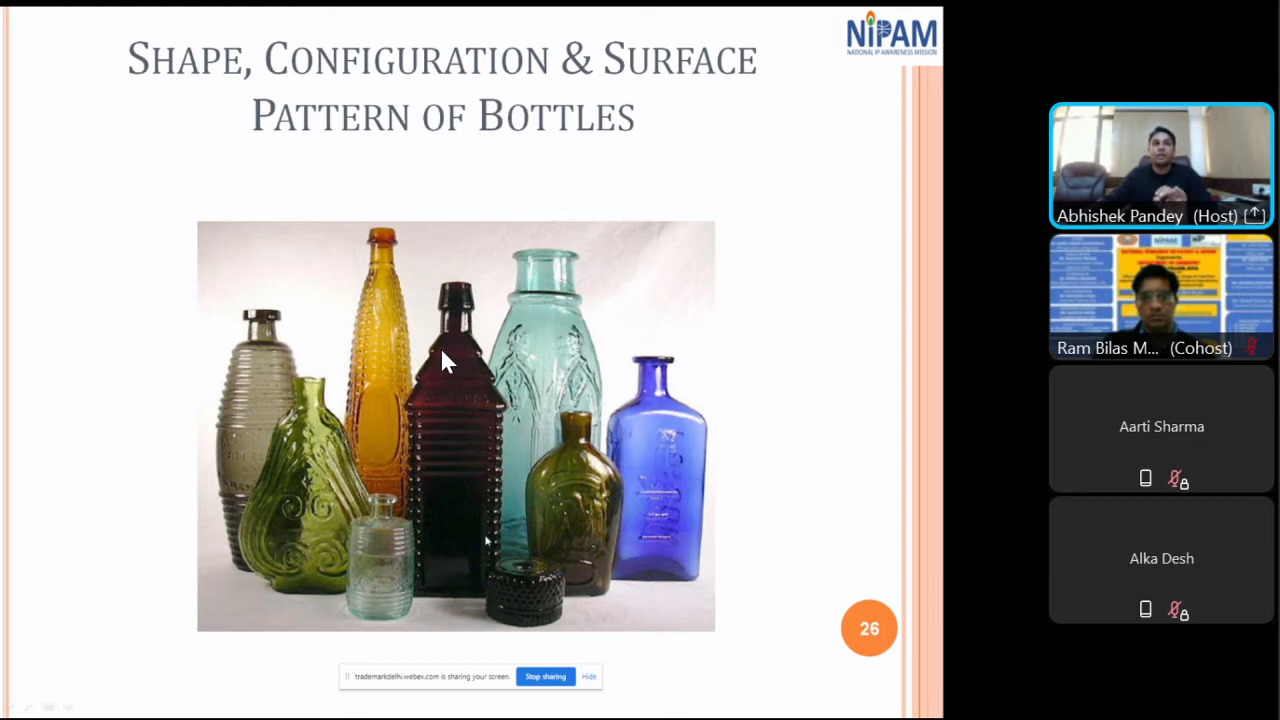 SHAPE, CONFIGURATION & SURFACE
PATTERN OF BOTTLES
NiPAM
NATIONAL IP AWARENESS MISSION
26
trademarkdelhi.webex.com is sharing your screen. Stop sharing Hide
Abhishek Pandey (Host)
NIPAM
Ram Bilas M... (Cohost)
Aarti Sharma
Alka Desh